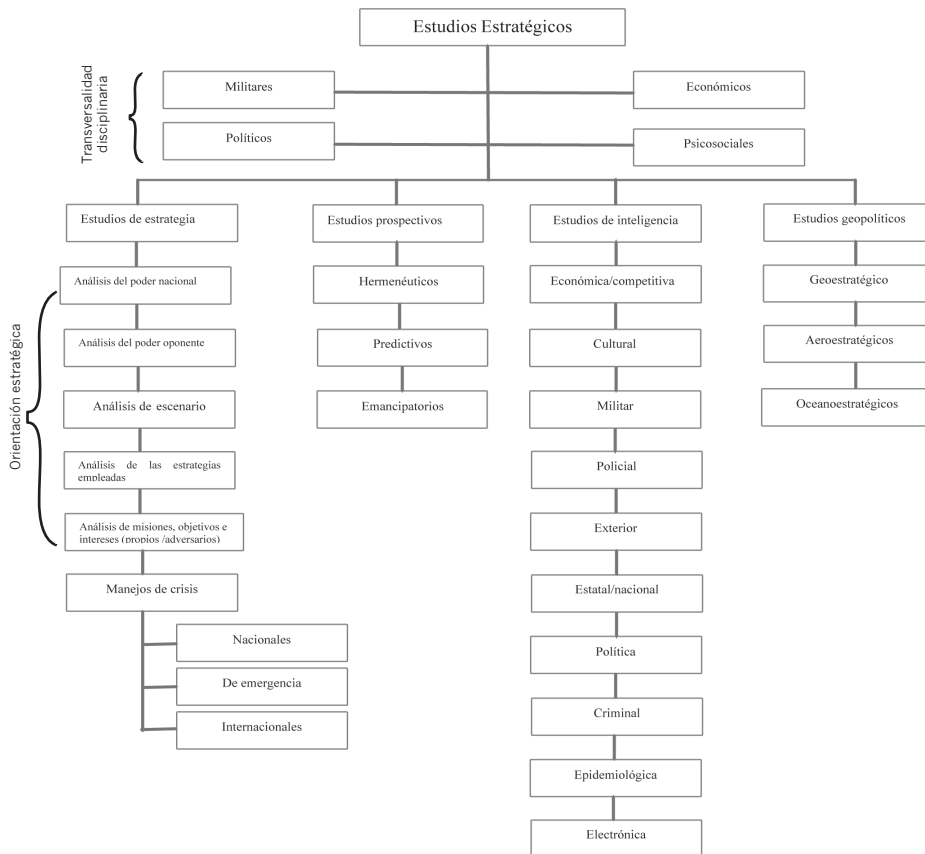 Estudios Estratégicos
Transversalidad
disciplinaria
Militares
Económicos
Políticos
Psicosociales
Estudios de estrategia
Estudios prospectivos
Estudios de inteligencia
Estudios geopolíticos
Orientación estratégica
Análisis del poder nacional
Análisis del poder oponente
Análisis de escenario
Análisis de las estrategias
empleadas
Análisis de misiones, objetivos e
intereses (propios /adversarios)
Manejos de crisis
Nacionales
De emergencia
Internacionales
Hermenéuticos
Predictivos
Emancipatorios
Económica/competitiva
Cultural
Militar
Policial
Exterior
Estatal/nacional
Política
Criminal
Epidemiológica
Electrónica
Geoestratégico
Aeroestratégicos
Oceanoestratégicos